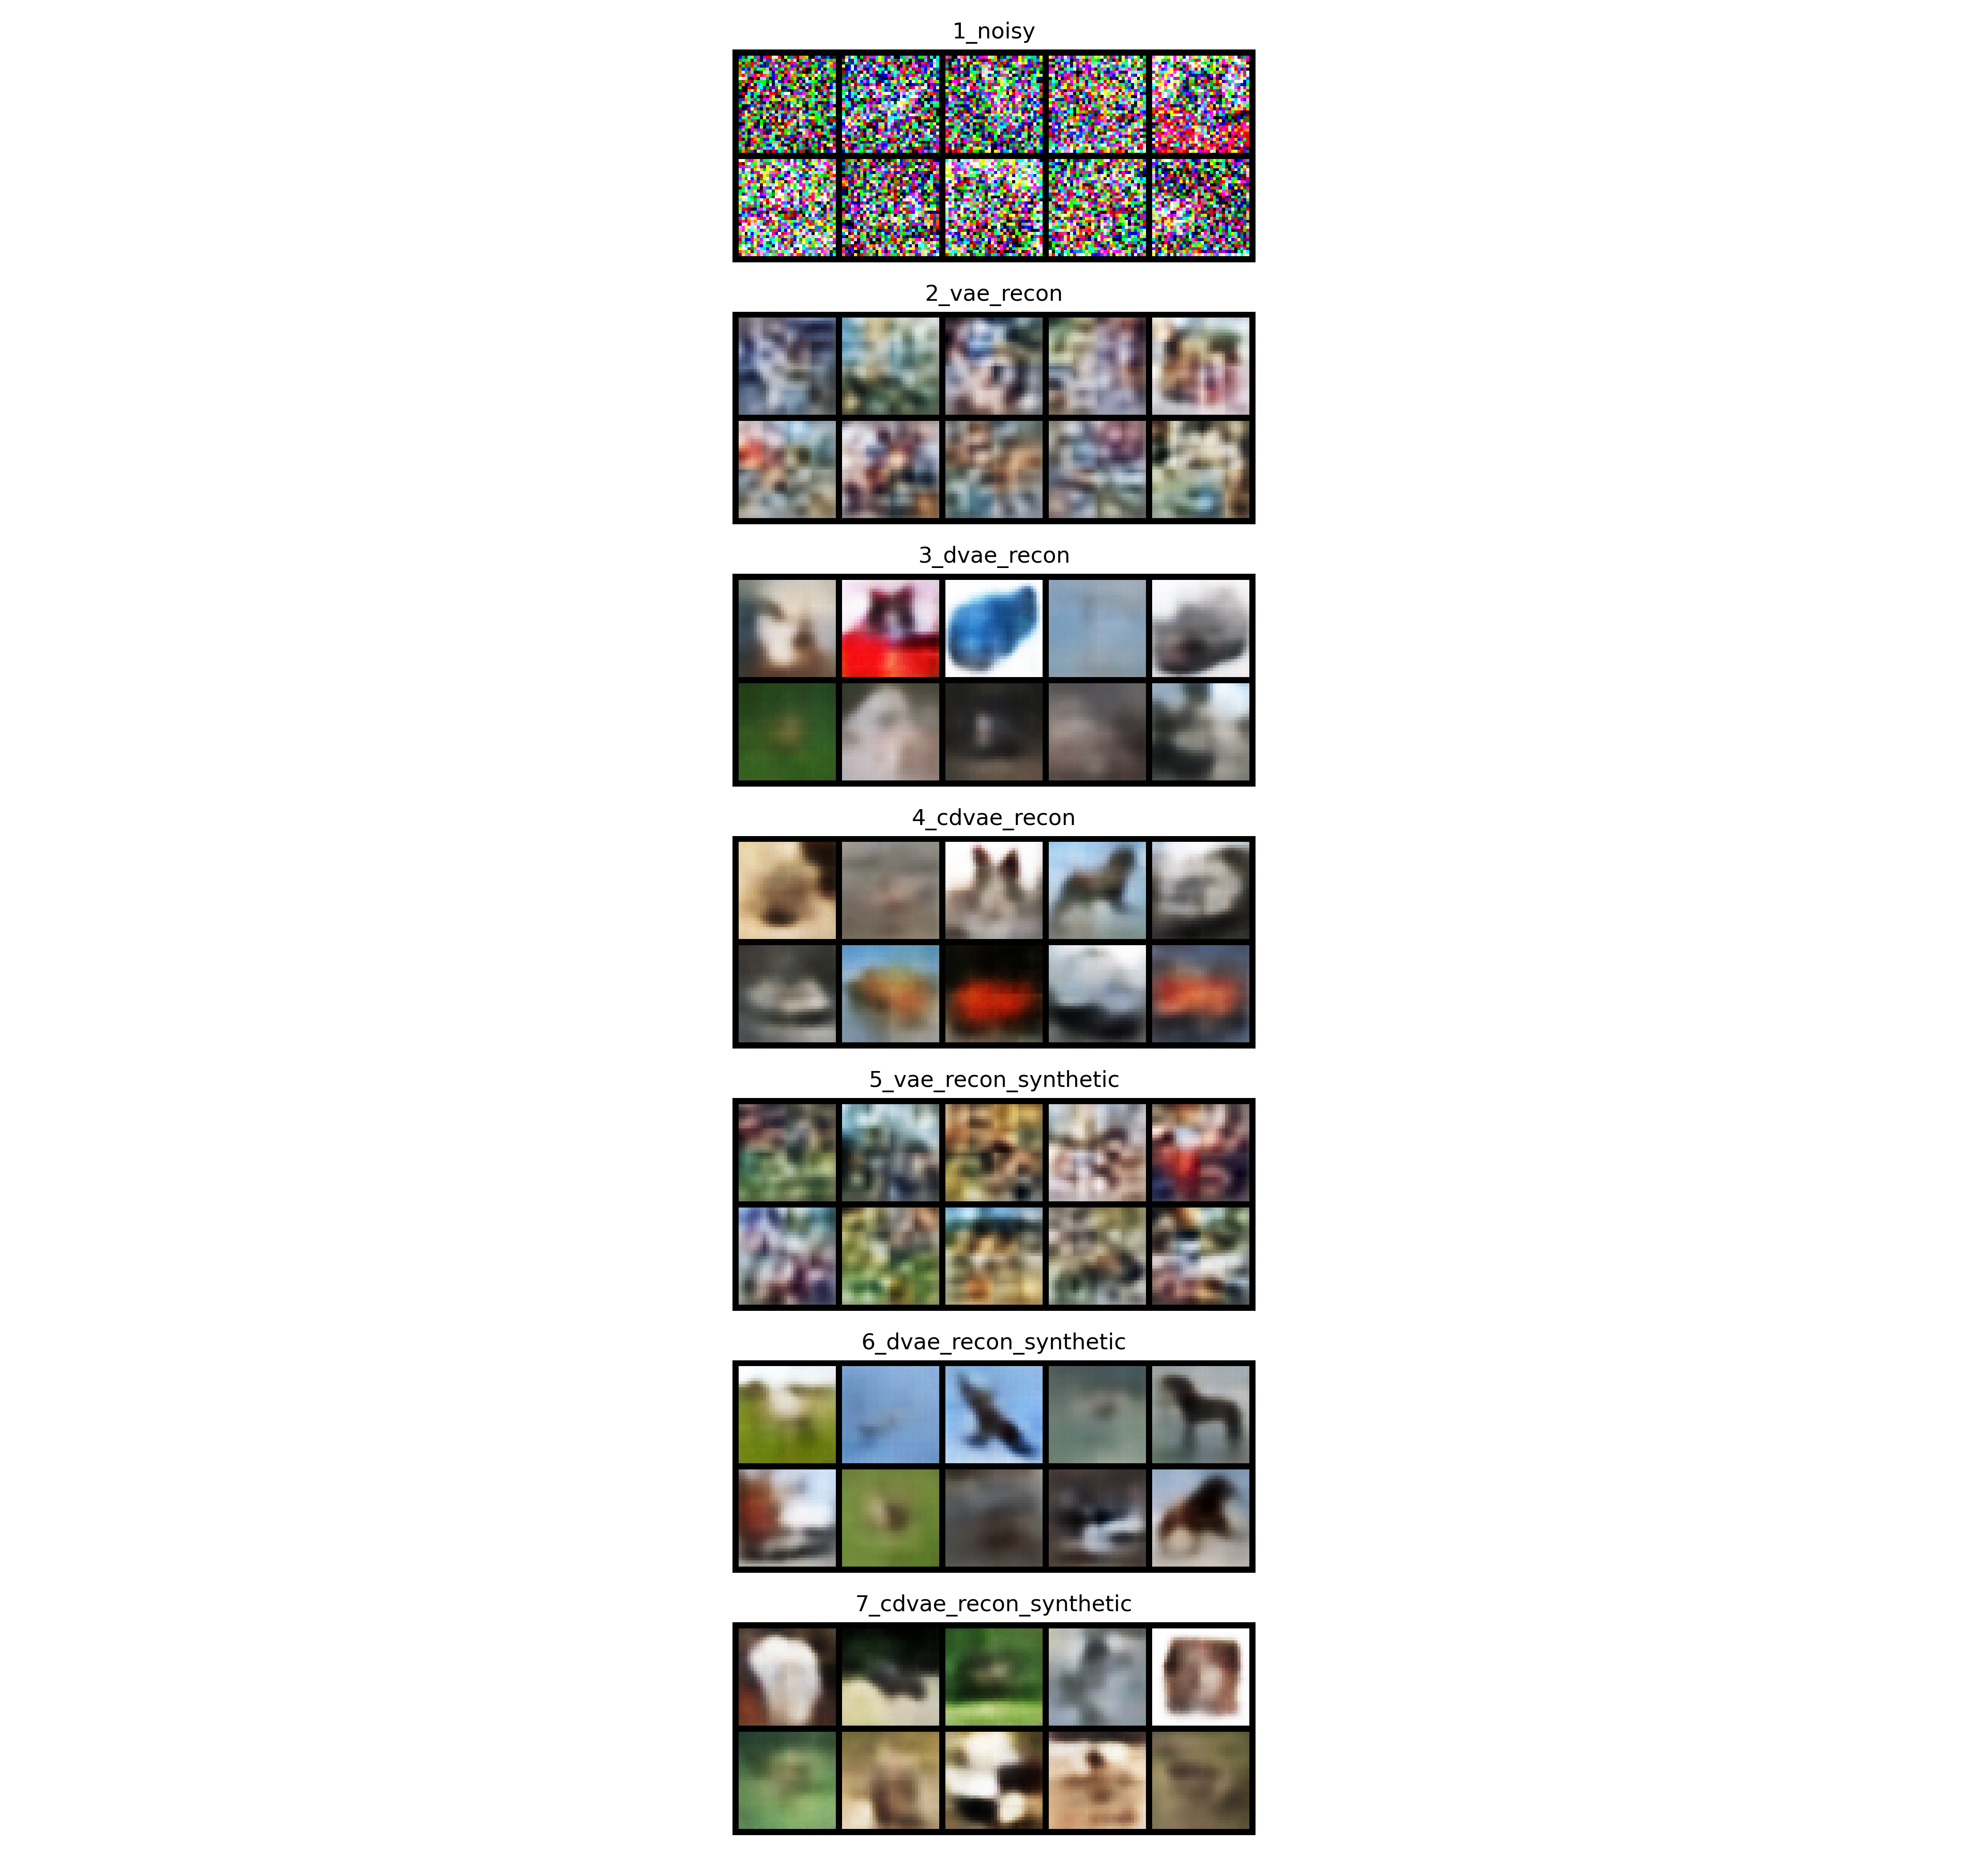 1_noisy
2_vae_recon
3_dvae_recon
4_cdvae_recon
5_vae_recon_synthetic
6_dvae_recon_synthetic
7_cdvae_recon_synthetic